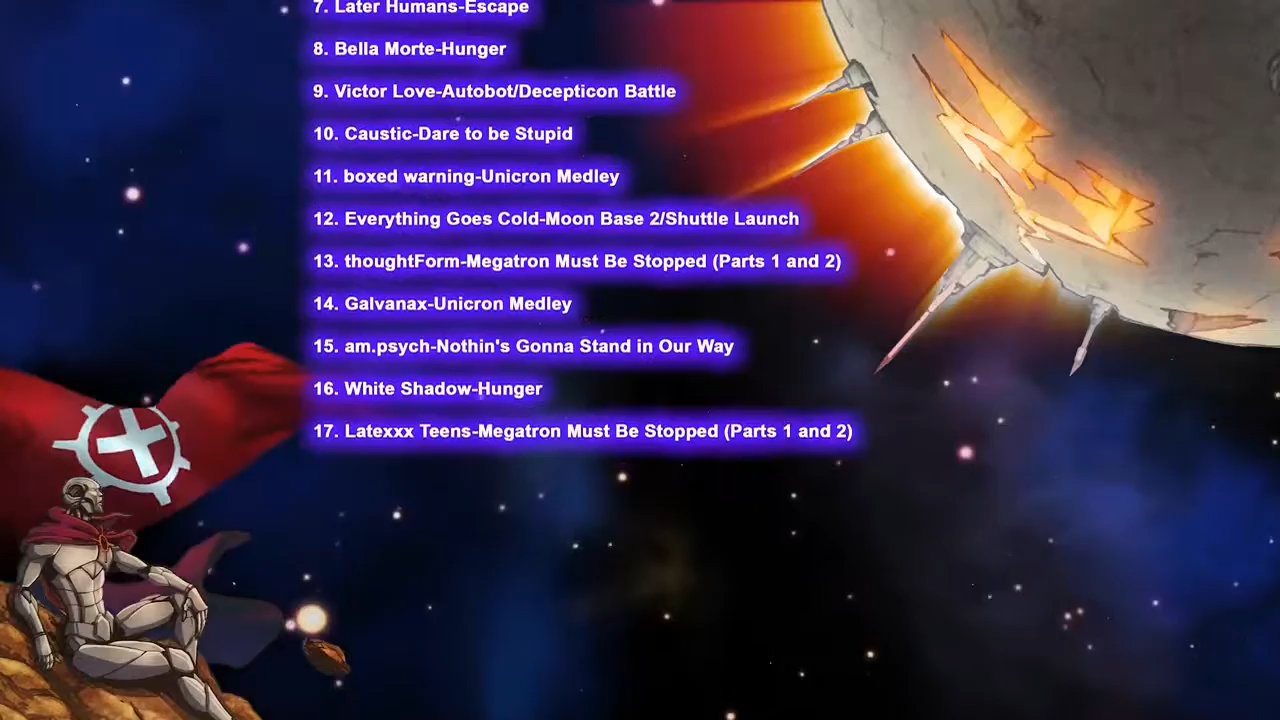 7. Later Humans-Escape
8. Bella Morte-Hunger
9. Victor Love-Autobot/Decepticon Battle
10. Caustic-Dare to be Stupid
11. boxed warning-Unicron Medley
12. Everything Goes Cold-Moon Base 2/Shuttle Launch
13. thoughtForm-Megatron Must Be Stopped (Parts 1 and 2)
14. Galvanax-Unicron Medley
15. am.psych-Nothin's Gonna Stand in Our Way
16. White Shadow-Hunger
17. Latexxx Teens-Megatron Must Be Stopped (Parts 1 and 2)